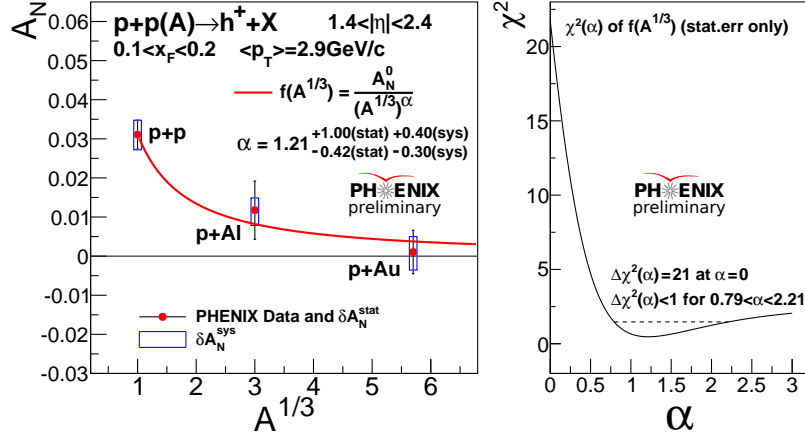 A_N
p+p(A)→h⁺+X 1.4<|η|<2.4
0.1<x_F<0.2 <p_T>=2.9GeV/c
f(A^{1/3}) = A_N^0 / (A^{1/3})^α
α = 1.21 +1.00(stat) +0.40(sys)
-0.42(stat) -0.30(sys)
PHENIX
preliminary
p+p
p+Al
p+Au
PHENIX Data and δA_N^{stat}
δA_N^{sys}
0.06
0.05
0.04
0.03
0.02
0.01
0
-0.01
-0.02
-0.03
1 2 3 4 5 6
A^{1/3}
χ²
χ²(α) of f(A^{1/3}) (stat.err only)
PHENIX
preliminary
Δχ²(α)=21 at α=0
Δχ²(α)<1 for 0.79<α<2.21
20
15
10
5
0
0 0.5 1 1.5 2 2.5 3
α